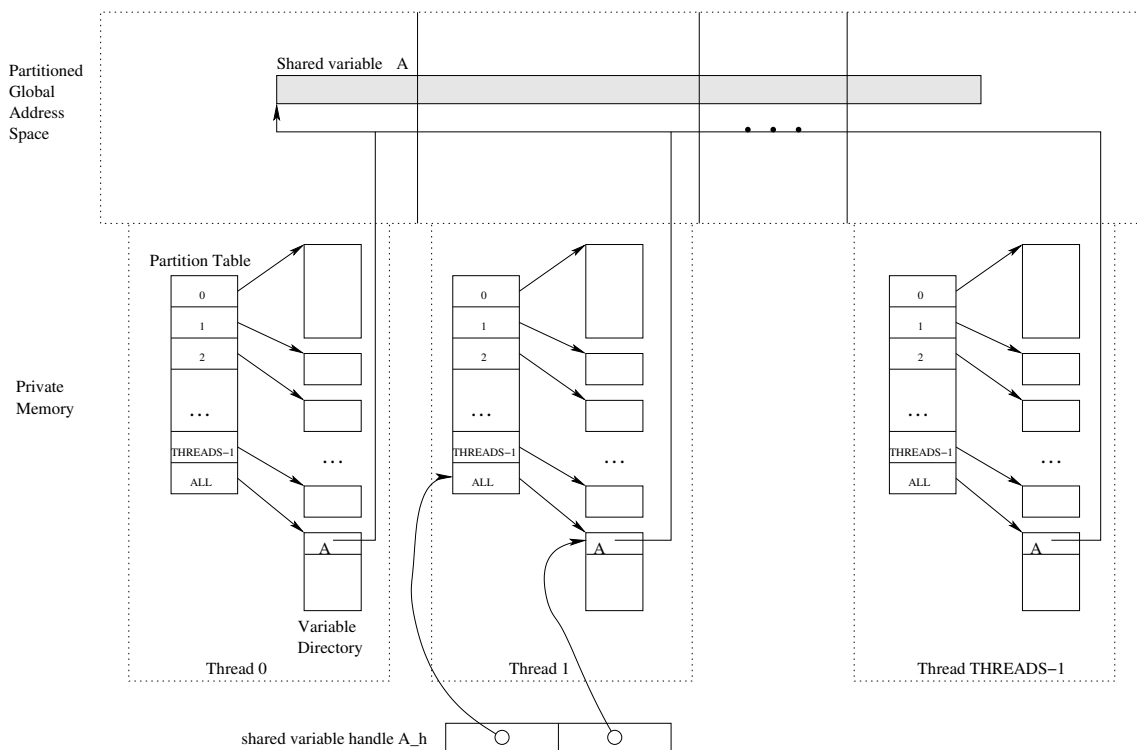 Shared variable A
Partitioned
Global
Address
Space
. . .
Partition Table
0
1
2
...
THREADS−1
ALL
...
A
Variable
Directory
Thread 0
0
1
2
...
THREADS−1
ALL
...
A
Thread 1
0
1
2
...
THREADS−1
ALL
...
A
Thread THREADS−1
Private
Memory
shared variable handle A_h